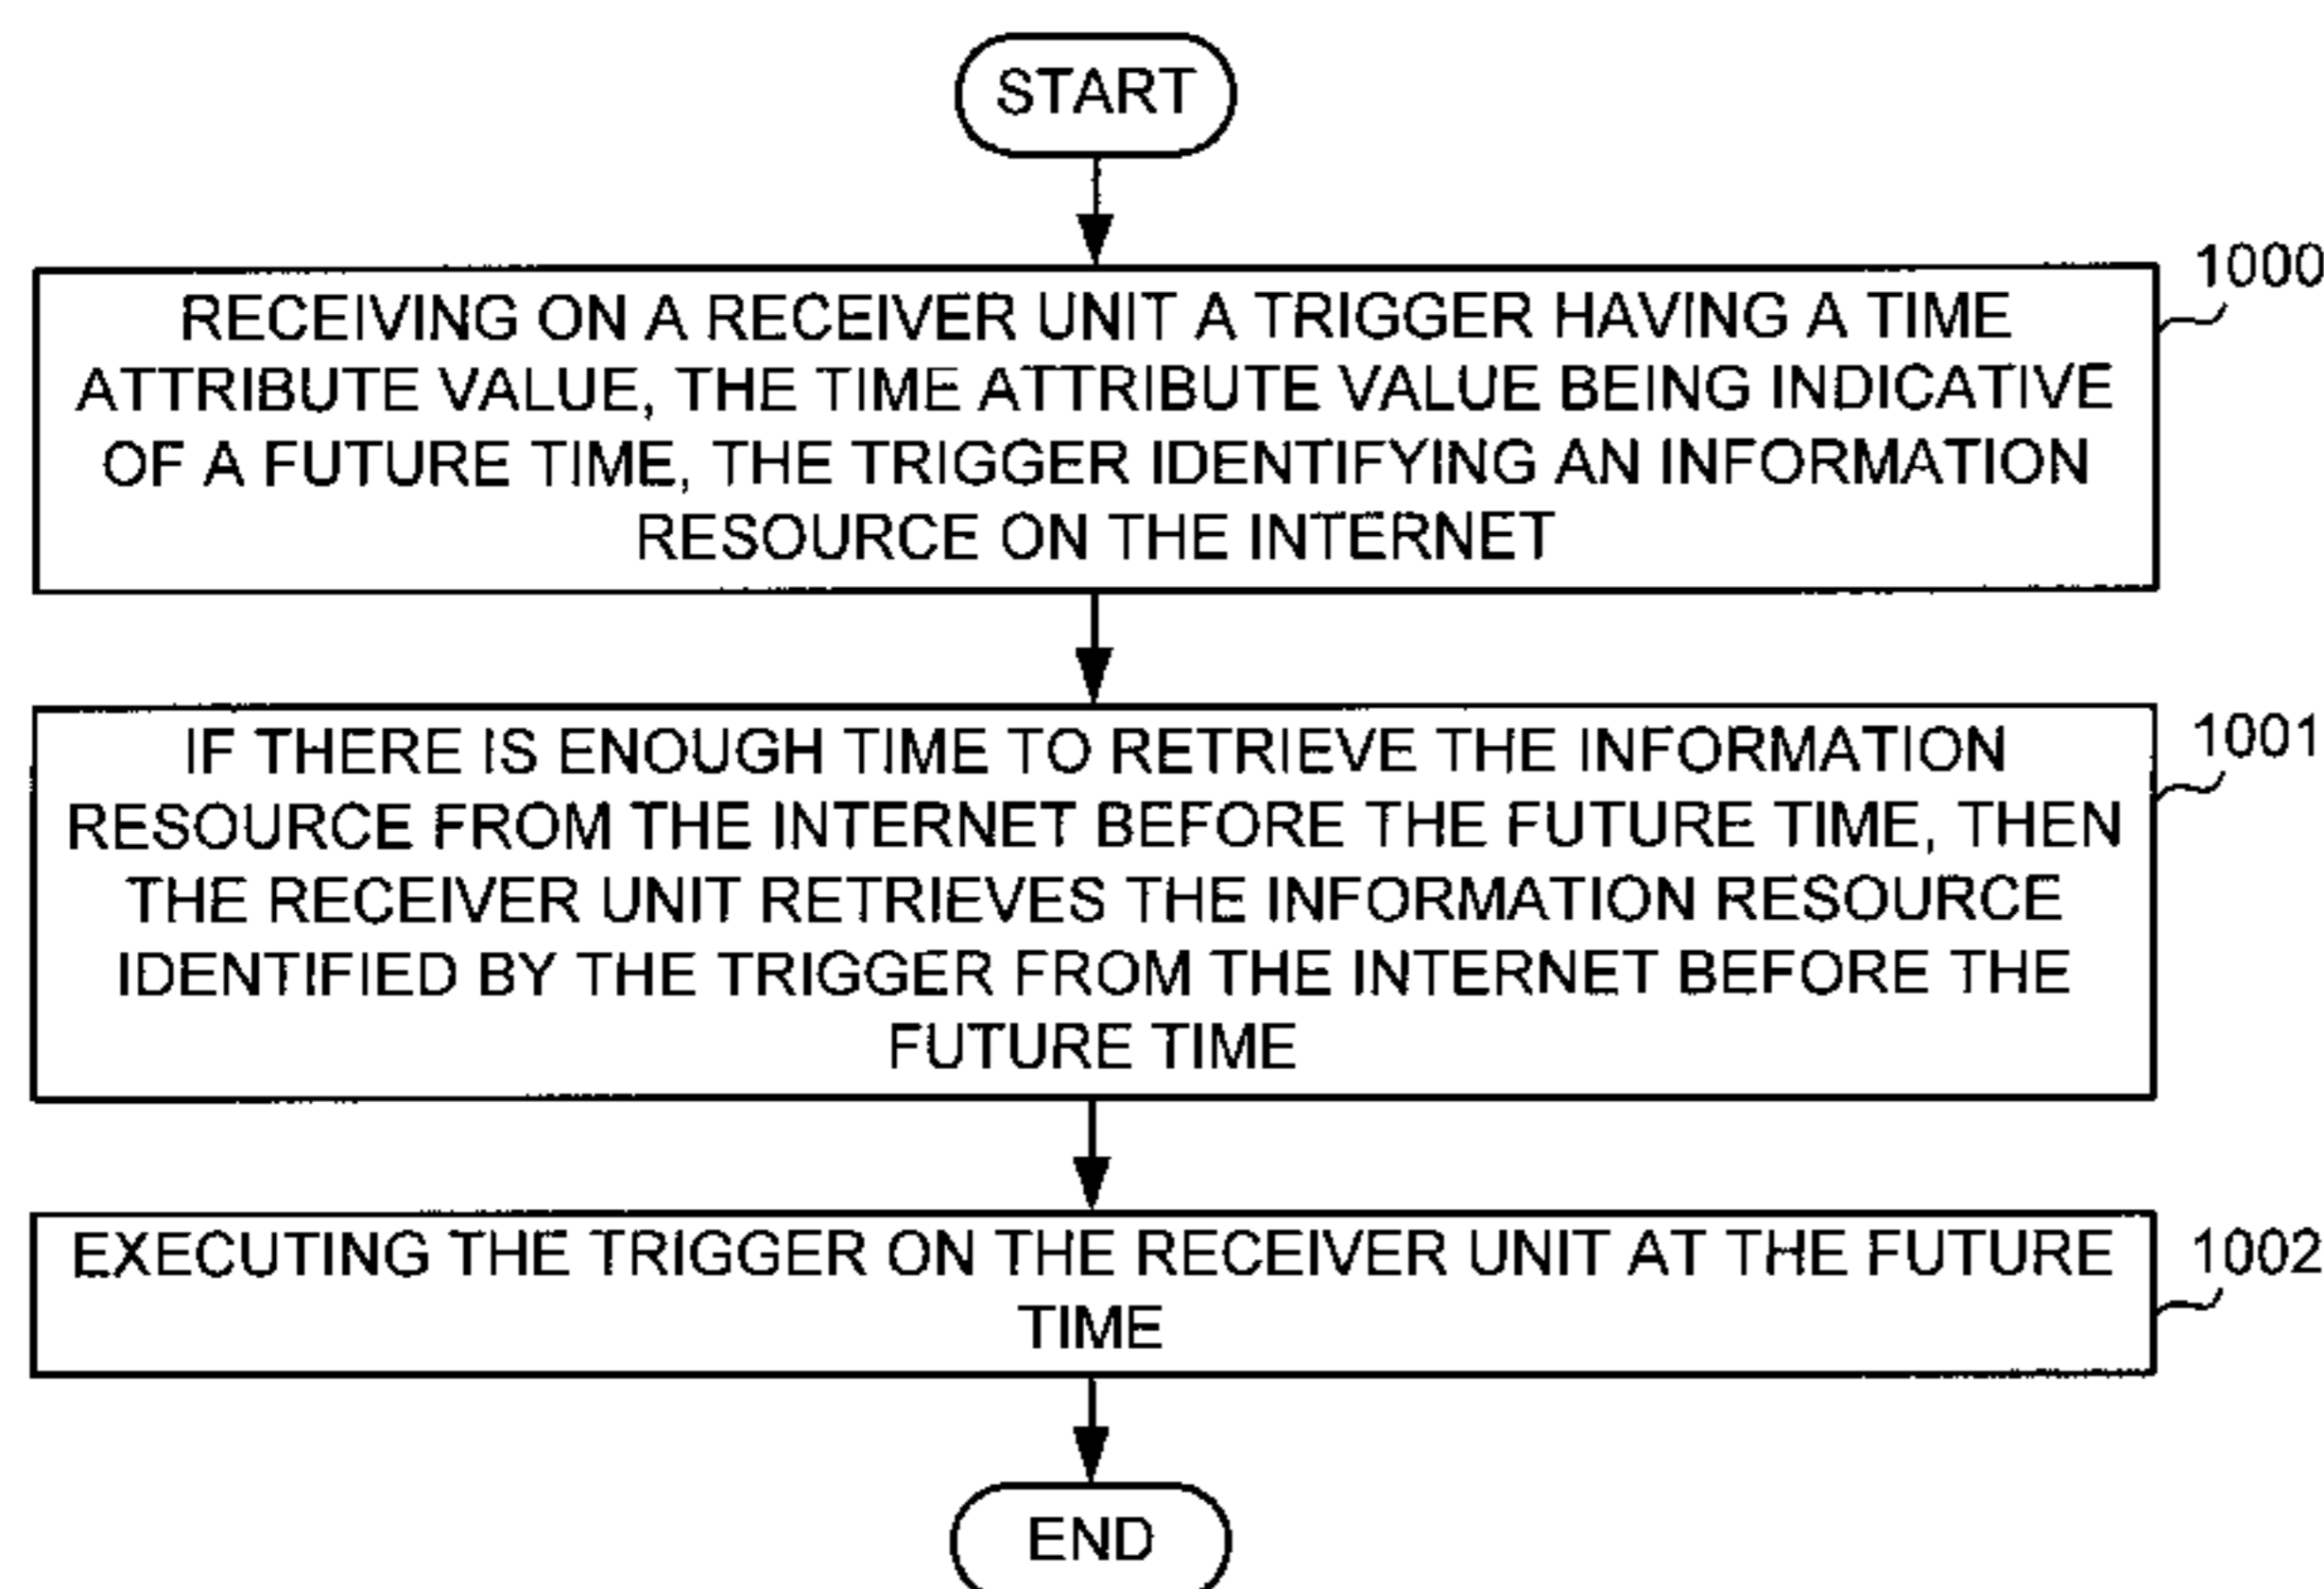 START
1000
RECEIVING ON A RECEIVER UNIT A TRIGGER HAVING A TIME
ATTRIBUTE VALUE, THE TIME ATTRIBUTE VALUE BEING INDICATIVE
OF A FUTURE TIME, THE TRIGGER IDENTIFYING AN INFORMATION
RESOURCE ON THE INTERNET
1001
IF THERE IS ENOUGH TIME TO RETRIEVE THE INFORMATION
RESOURCE FROM THE INTERNET BEFORE THE FUTURE TIME, THEN
THE RECEIVER UNIT RETRIEVES THE INFORMATION RESOURCE
IDENTIFIED BY THE TRIGGER FROM THE INTERNET BEFORE THE
FUTURE TIME
1002
EXECUTING THE TRIGGER ON THE RECEIVER UNIT AT THE FUTURE
TIME
END